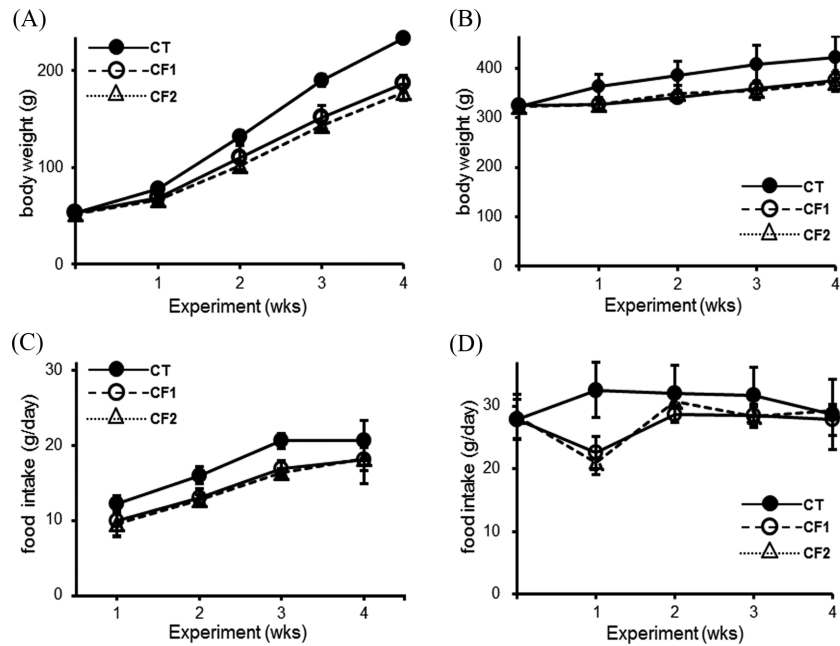 (A)
CT
CF1
CF2
200
100
0
body weight (g)
1 2 3 4
Experiment (wks)
(B)
400
300
300
0
body weight (g)
CT
CF1
CF2
1 2 3 4
Experiment (wks)
(C)
CT
CF1
CF2
30
20
10
0
food intake (g/day)
1 2 3 4
Experiment (wks)
(D)
30
20
10
0
food intake (g/day)
CT
CF1
CF2
1 2 3 4
Experiment (wks)